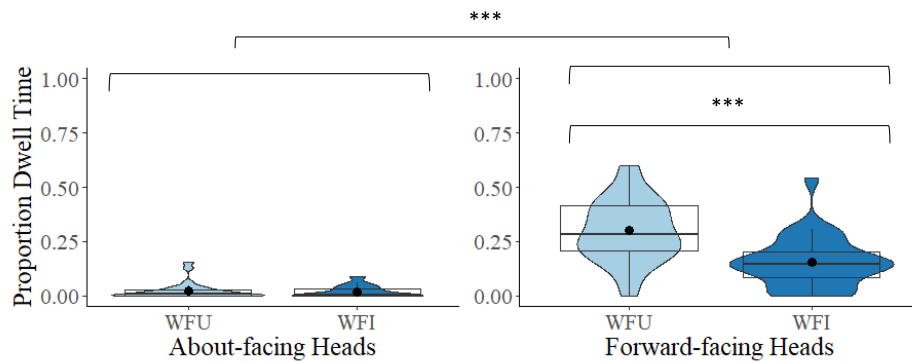 ***
***
Proportion Dwell Time
1.00
0.75
0.50
0.25
0.00
WFU WFI
About-facing Heads
1.00
0.75
0.50
0.25
0.00
WFU WFI
Forward-facing Heads